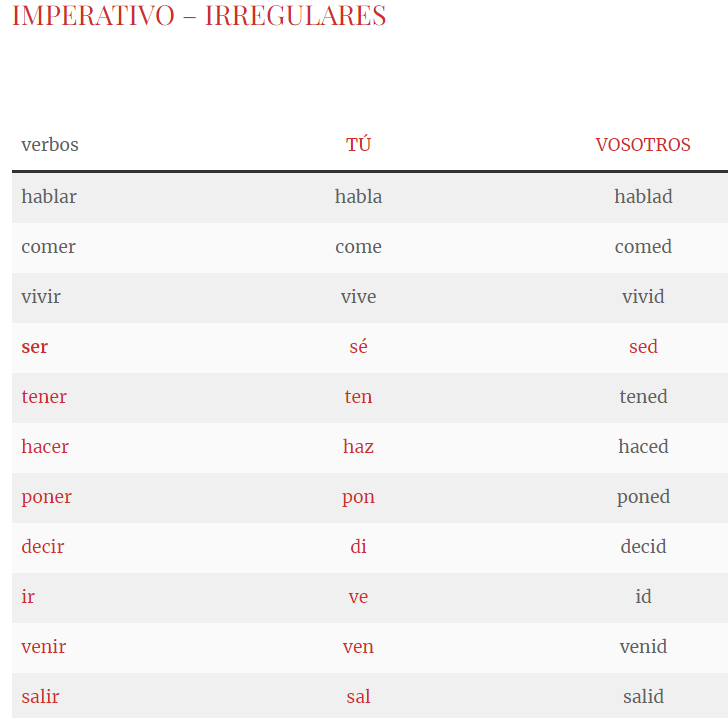 IMPERATIVO – IRREGULARES
verbos TÚ VOSOTROS
hablar habla hablad
comer come comed
vivir vive vivid
ser sé sed
tener ten tened
hacer haz haced
poner pon poned
decir di decid
ir ve id
venir ven venid
salir sal salid